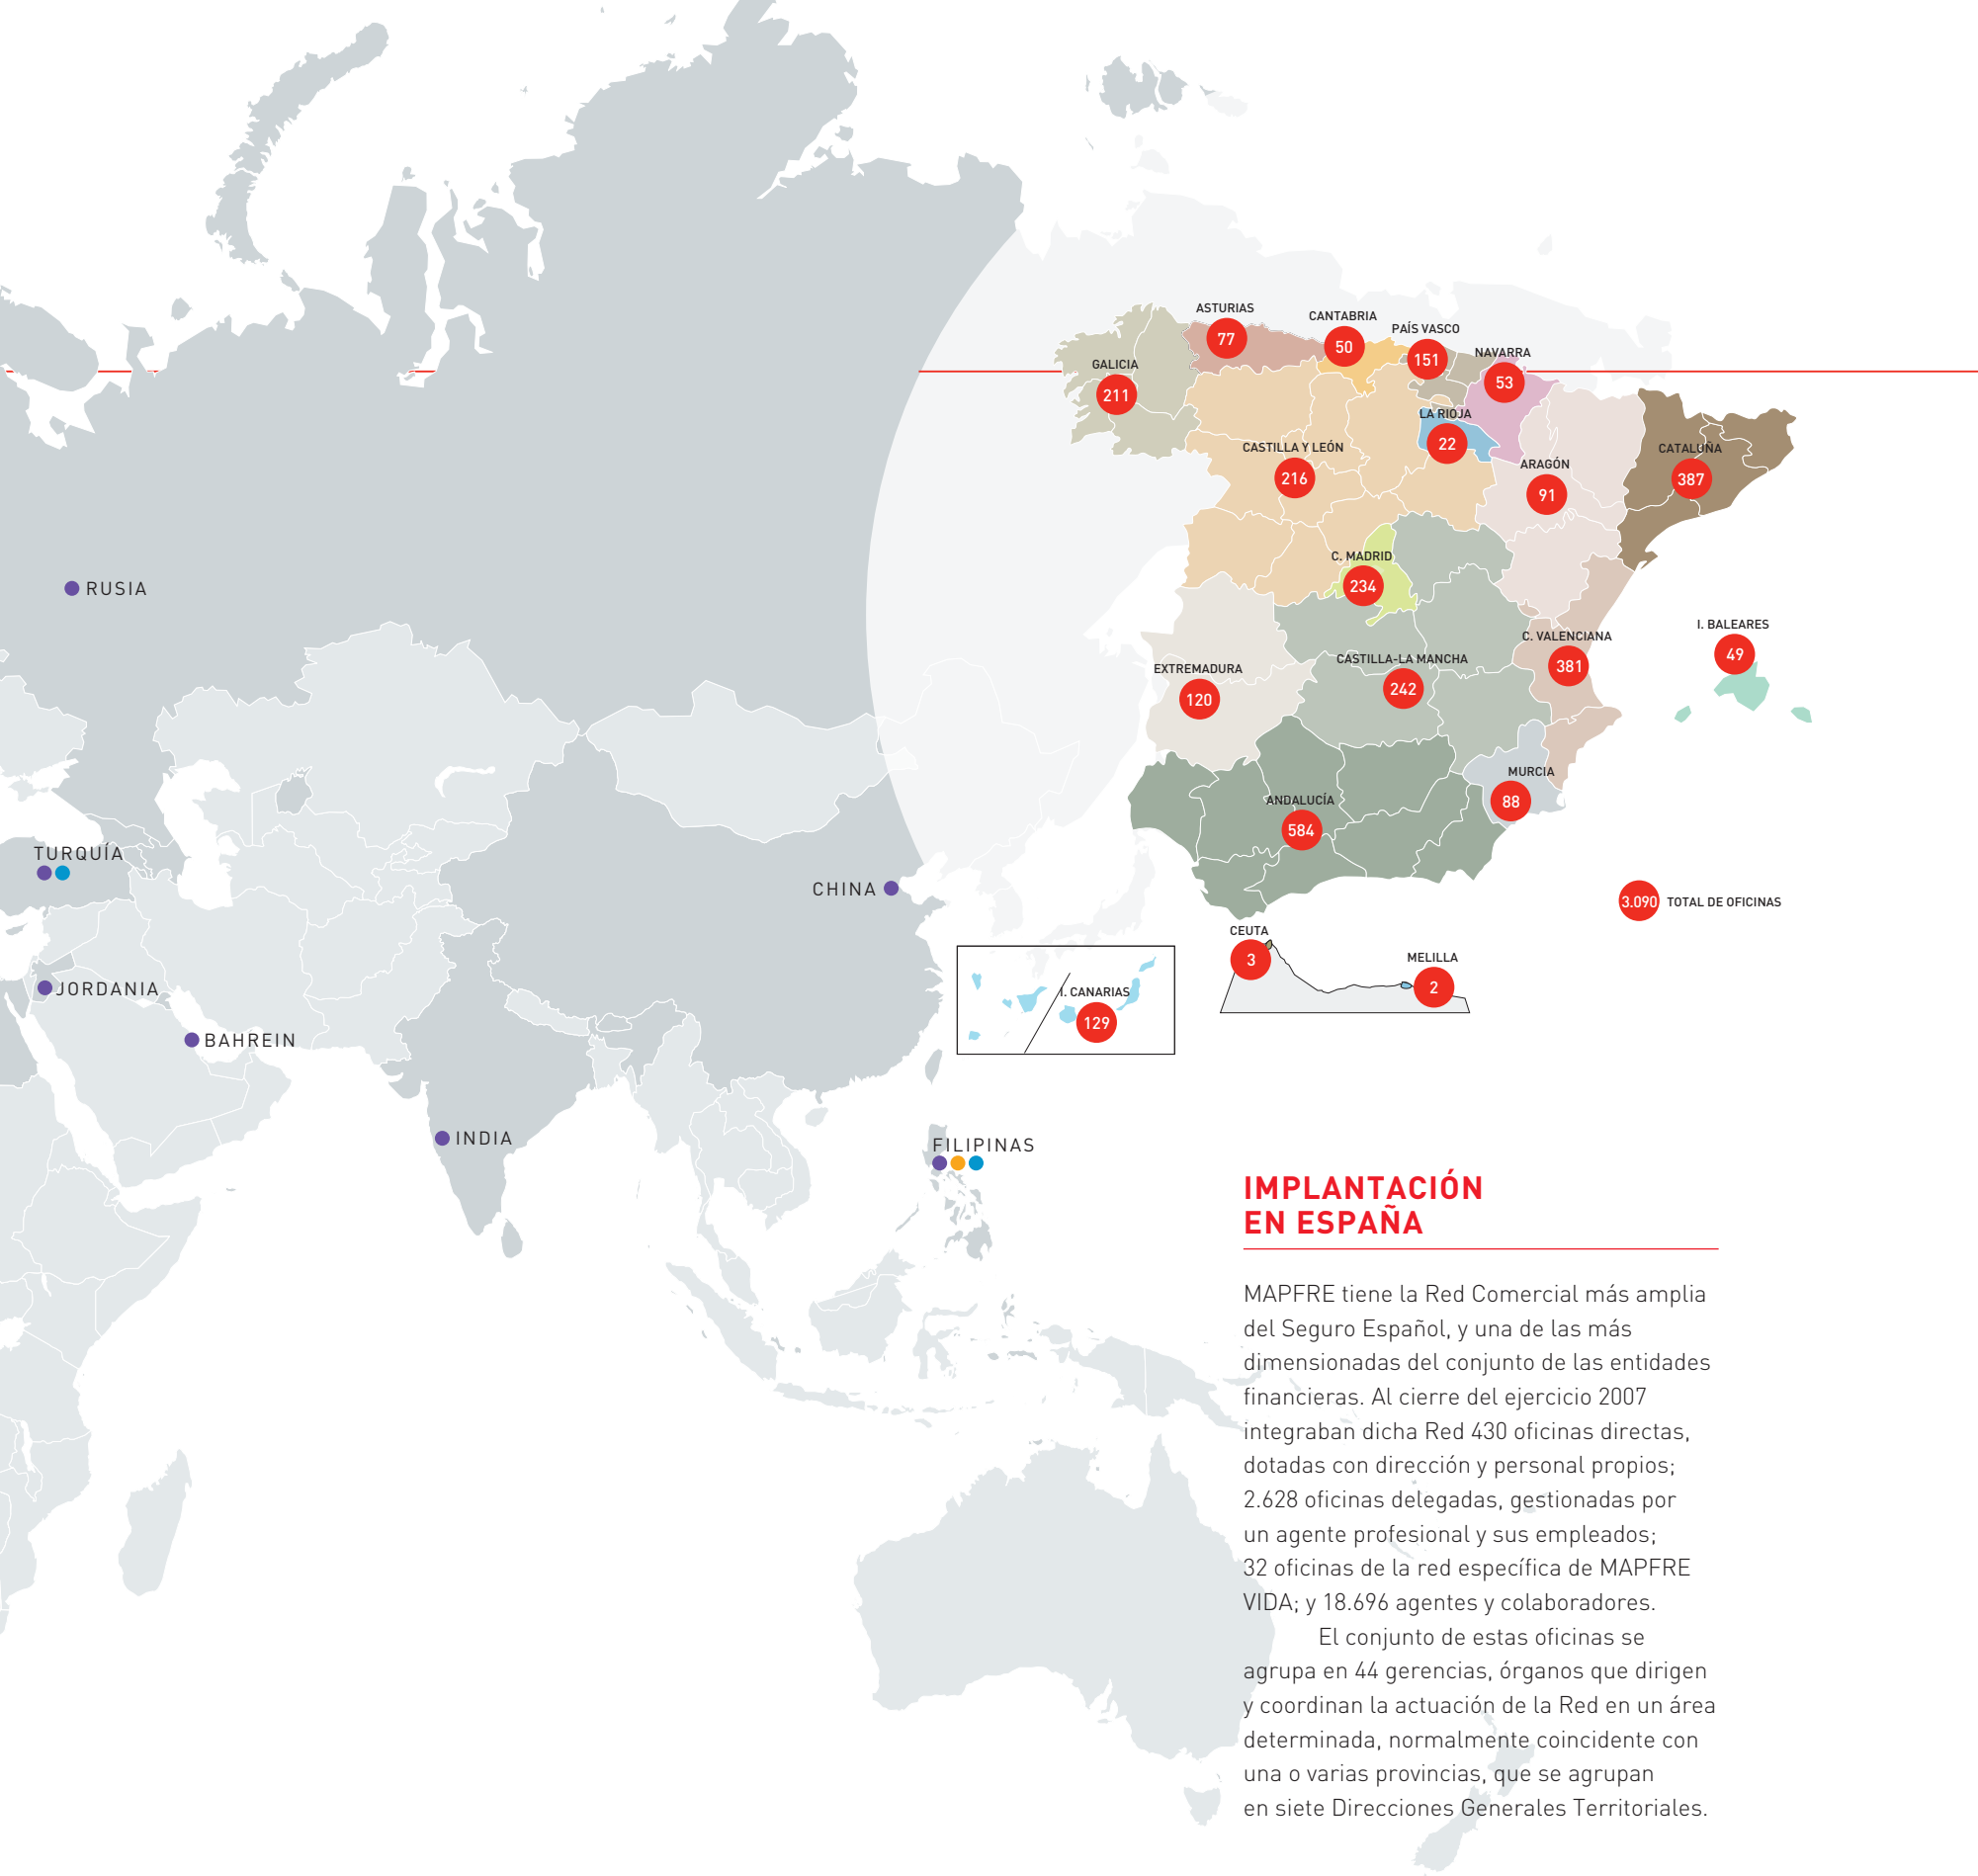 RUSIA
TURQUÍA
JORDANIA
BAHREIN
INDIA
CHINA
FILIPINAS
ASTURIAS
77
CANTABRIA
50
PAÍS VASCO
151
NAVARRA
53
GALICIA
211
LA RIOJA
22
CASTILLA Y LEÓN
216
ARAGÓN
91
CATALUÑA
387
C. MADRID
234
C. VALENCIANA
381
I. BALEARES
49
EXTREMADURA
120
CASTILLA-LA MANCHA
242
MURCIA
88
ANDALUCÍA
584
3.090 TOTAL DE OFICINAS
CEUTA
3
MELILLA
2
I. CANARIAS
129
IMPLANTACIÓN
EN ESPAÑA
MAPFRE tiene la Red Comercial más amplia
del Seguro Español, y una de las más
dimensionadas del conjunto de las entidades
financieras. Al cierre del ejercicio 2007
integraban dicha Red 430 oficinas directas,
dotadas con dirección y personal propios;
2.628 oficinas delegadas, gestionadas por
un agente profesional y sus empleados;
32 oficinas de la red específica de MAPFRE
VIDA; y 18.696 agentes y colaboradores.
El conjunto de estas oficinas se
agrupa en 44 gerencias, órganos que dirigen
y coordinan la actuación de la Red en un área
determinada, normalmente coincidente con
una o varias provincias, que se agrupan
en siete Direcciones Generales Territoriales.